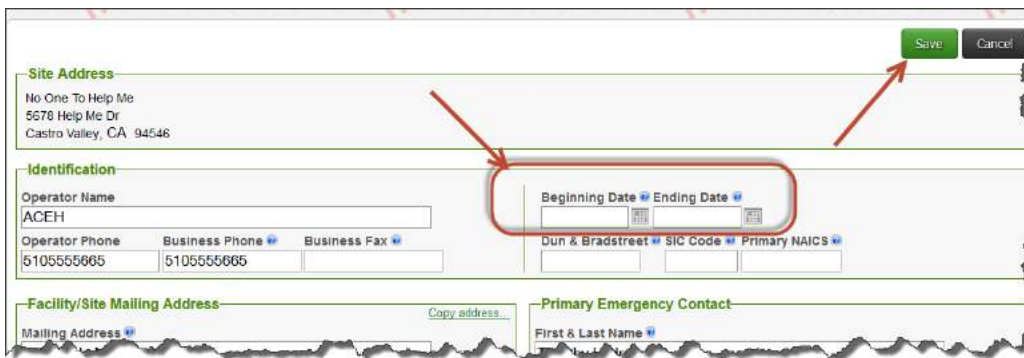 Save Cancel
Site Address
No One To Help Me
5678 Help Me Dr
Castro Valley, CA 94546
Identification
Operator Name
ACEH
Beginning Date Ending Date
Operator Phone Business Phone Business Fax
5105555665 5105555665
Dun & Bradstreet SIC Code Primary NAICS
Facility/Site Mailing Address
Copy address...
Mailing Address
Primary Emergency Contact
First & Last Name